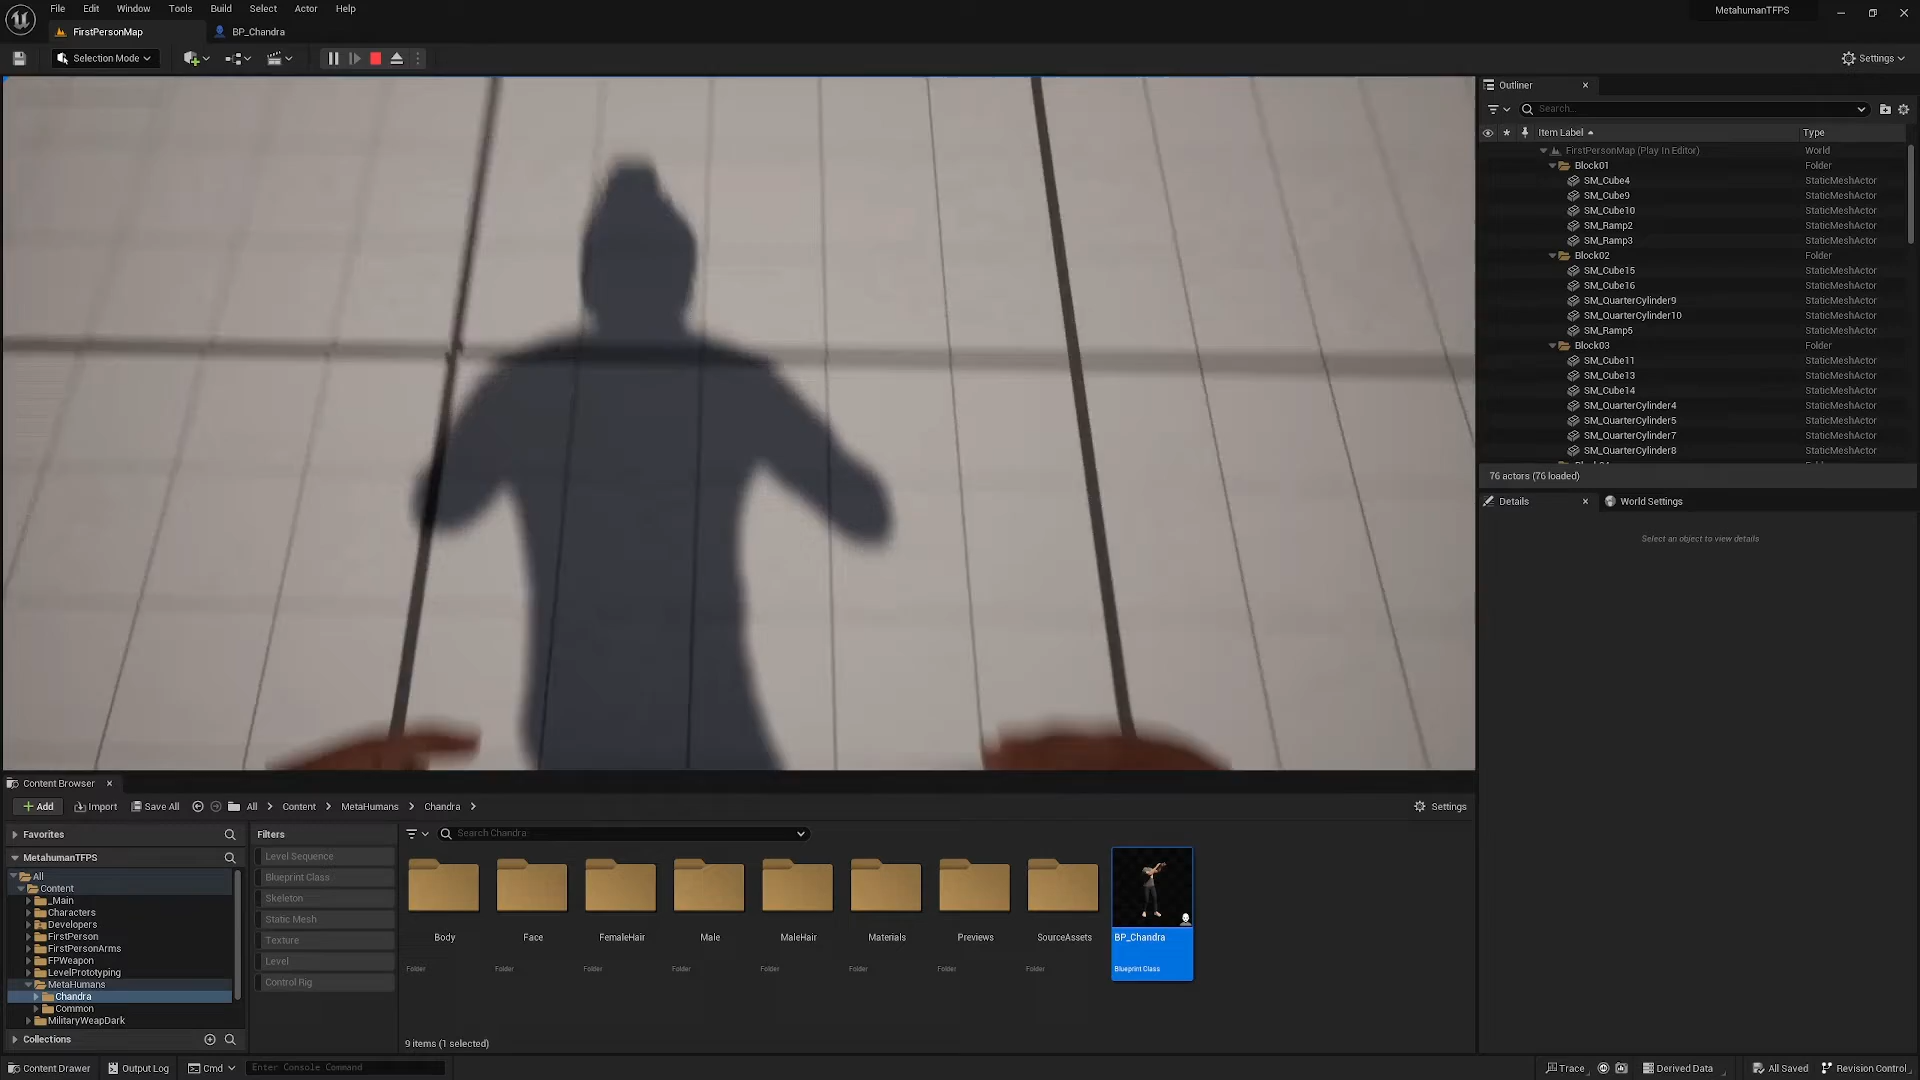 File Edit Window Tools Build Select Actor Help
MetahumanTFPS
FirstPersonMap
BP_Chandra
Selection Mode
Settings
Outliner
Search...
Item Label Type
FirstPersonMap (Play In Editor) World
Block01 Folder
SM_Cube4 StaticMeshActor
SM_Cube9 StaticMeshActor
SM_Cube10 StaticMeshActor
SM_Ramp2 StaticMeshActor
SM_Ramp3 StaticMeshActor
Block02 Folder
SM_Cube15 StaticMeshActor
SM_Cube16 StaticMeshActor
SM_QuarterCylinder9 StaticMeshActor
SM_QuarterCylinder10 StaticMeshActor
SM_Ramp5 StaticMeshActor
Block03 Folder
SM_Cube11 StaticMeshActor
SM_Cube13 StaticMeshActor
SM_Cube14 StaticMeshActor
SM_QuarterCylinder4 StaticMeshActor
SM_QuarterCylinder5 StaticMeshActor
SM_QuarterCylinder7 StaticMeshActor
SM_QuarterCylinder8 StaticMeshActor
76 actors (76 loaded)
Details
World Settings
Select an object to view details
Content Browser
Add Import Save All All Content MetaHumans Chandra
Settings
Favorites
MetahumanTFPS
All
Content
_Main
Characters
Developers
FirstPerson
FirstPersonArms
FPWeapon
LevelPrototyping
MetaHumans
Chandra
Common
MilitaryWeapDark
Collections
Filters
Level Sequence
Blueprint Class
Skeleton
Static Mesh
Texture
Level
Control Rig
Search Chandra
Body Face FemaleHair Male MaleHair Materials Previews SourceAssets BP_Chandra
Folder Folder Folder Folder Folder Folder Folder Folder Blueprint Class
9 items (1 selected)
Content Drawer Output Log Cmd Enter Console Command
Trace Derived Data All Saved Revision Control